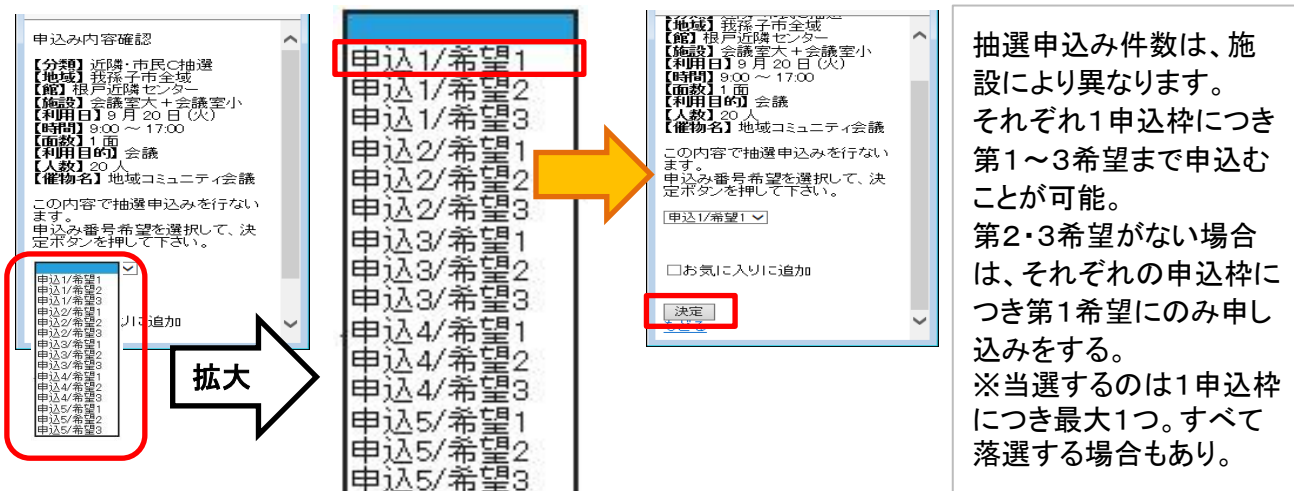 申込み内容確認
【分類】近隣・市民C抽選
【地域】我孫子市全域
【館】根戸近隣センター
【施設】会議室大+会議室小
【利用日】9月20日(火)
【時間】9:00~17:00
【面数】1面
【利用目的】会議
【人数】20人
【催物名】地域コミュニティ会議
この内容で抽選申込みを行ない
ます。
申込み番号希望を選択して、決
定ボタンを押して下さい。
申込1/希望1
申込1/希望2
申込1/希望3
申込2/希望1
申込2/希望2
申込2/希望3
申込3/希望1
申込3/希望2
申込3/希望3
申込4/希望1
申込4/希望2
申込4/希望3
申込5/希望1
申込5/希望2
申込5/希望3
りに追加
拡大
申込1/希望1
申込1/希望2
申込1/希望3
申込2/希望1
申込2/希望2
申込2/希望3
申込3/希望1
申込3/希望2
申込3/希望3
申込4/希望1
申込4/希望2
申込4/希望3
申込5/希望1
申込5/希望2
申込5/希望3
【地域】我孫子市全域
【館】根戸近隣センター
【施設】会議室大+会議室小
【利用日】9月20日(火)
【時間】9:00~17:00
【面数】1面
【利用目的】会議
【人数】20人
【催物名】地域コミュニティ会議
この内容で抽選申込みを行ない
ます。
申込み番号希望を選択して、決
定ボタンを押して下さい。
申込1/希望1
□お気に入りに追加
決定
もどる
抽選申込み件数は、施
設により異なります。
それぞれ1申込枠につき
第1~3希望まで申込む
ことが可能。
第2・3希望がない場合
は、それぞれの申込枠に
つき第1希望にのみ申し
込みをする。
※当選するのは1申込枠
につき最大1つ。すべて
落選する場合もあり。